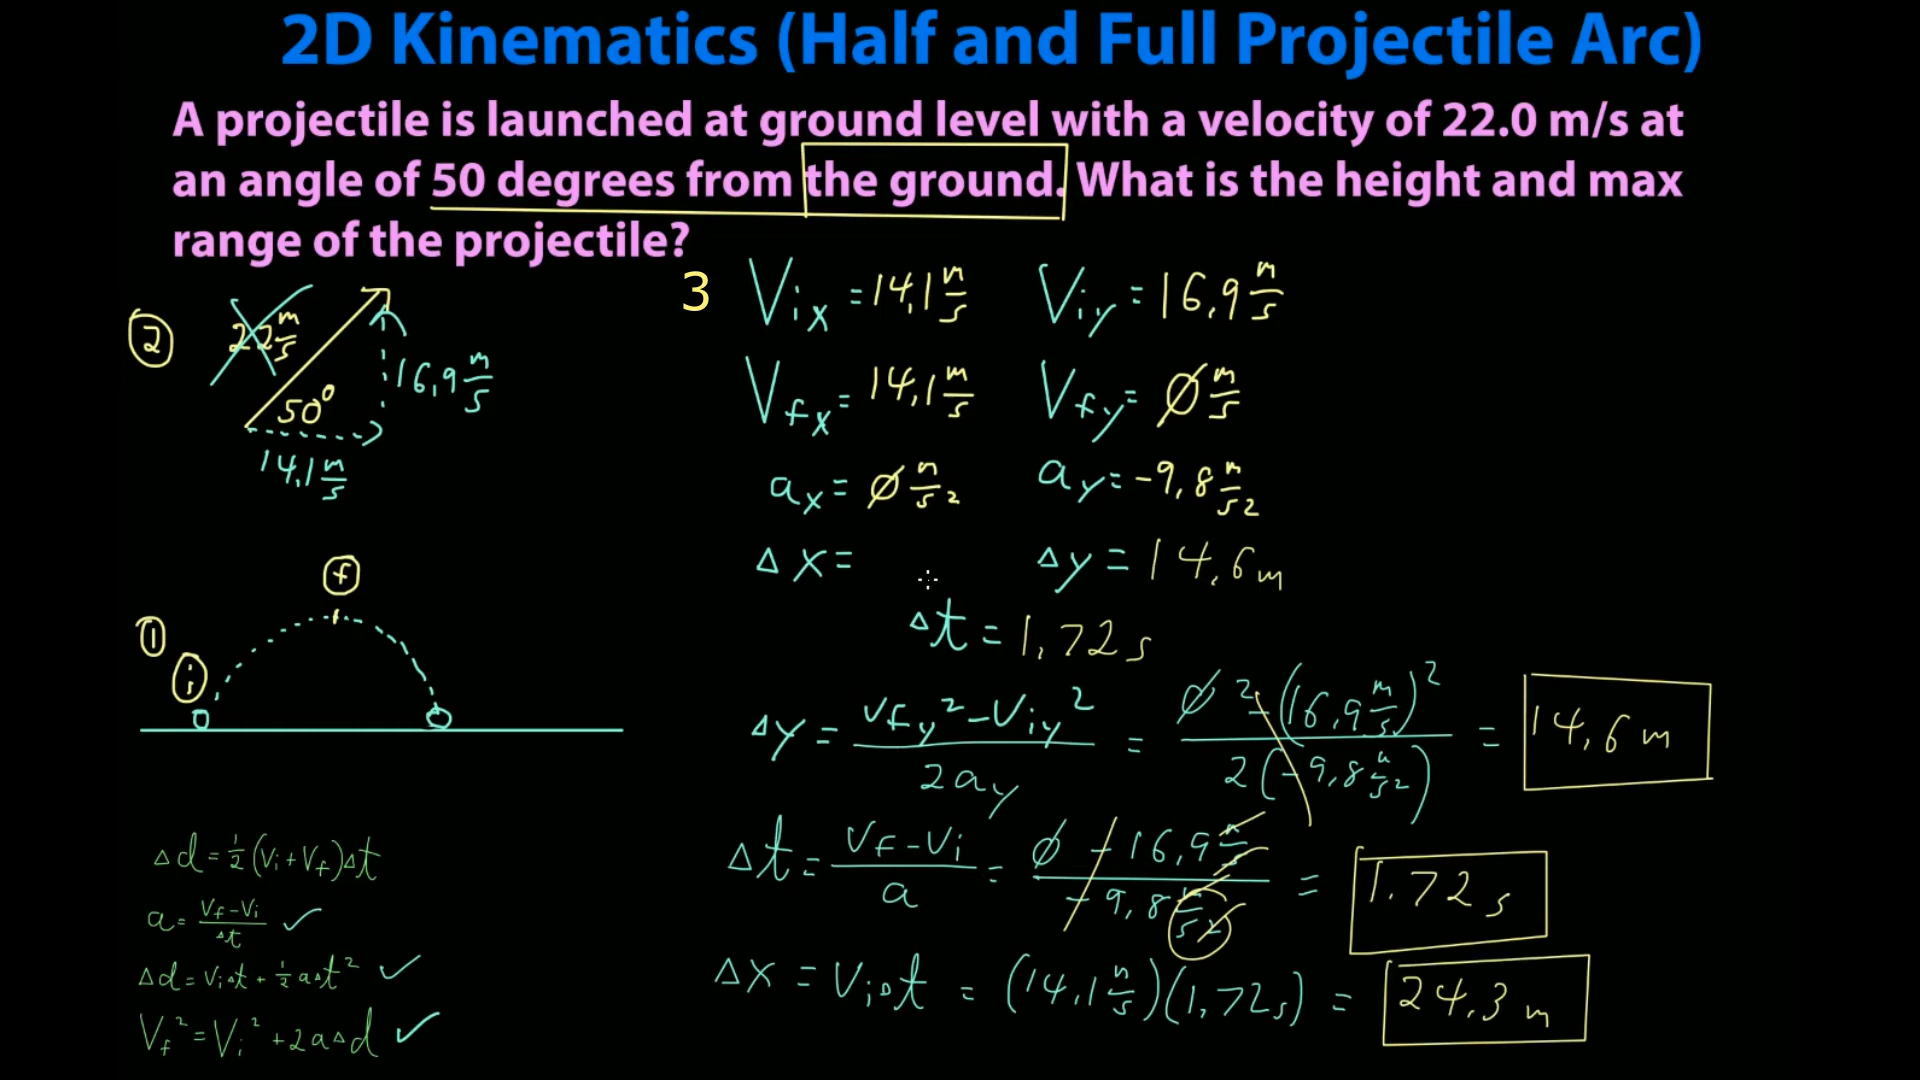 2D Kinematics (Half and Full Projectile Arc)
A projectile is launched at ground level with a velocity of 22.0 m/s at
an angle of 50 degrees from the ground. What is the height and max
range of the projectile?
② 22 m/s 50° 16,9 m/s
14,1 m/s
3 Vix = 14,1 m/s Viy = 16,9 m/s
Vfx = 14,1 m/s Vfy = ∅ m/s
ax = ∅ m/s² ay = -9,8 m/s²
Δx = Δy = 14,6 m
Δt = 1,72 s
① i f
Δy = (Vfy² - Viy²) / 2ay = (∅² - (16,9 m/s)²) / 2(-9,8 m/s²) = 14,6 m
Δt = (Vf - Vi) / a = (∅ - 16,9 m/s) / -9,8 m/s² = 1.72 s
Δx = ViΔt = (14,1 m/s)(1,72s) = 24.3 m
Δd = ½(Vi + Vf)Δt
a = (Vf - Vi) / Δt ✓
Δd = ViΔt + ½aΔt² ✓
Vf² = Vi² + 2aΔd ✓